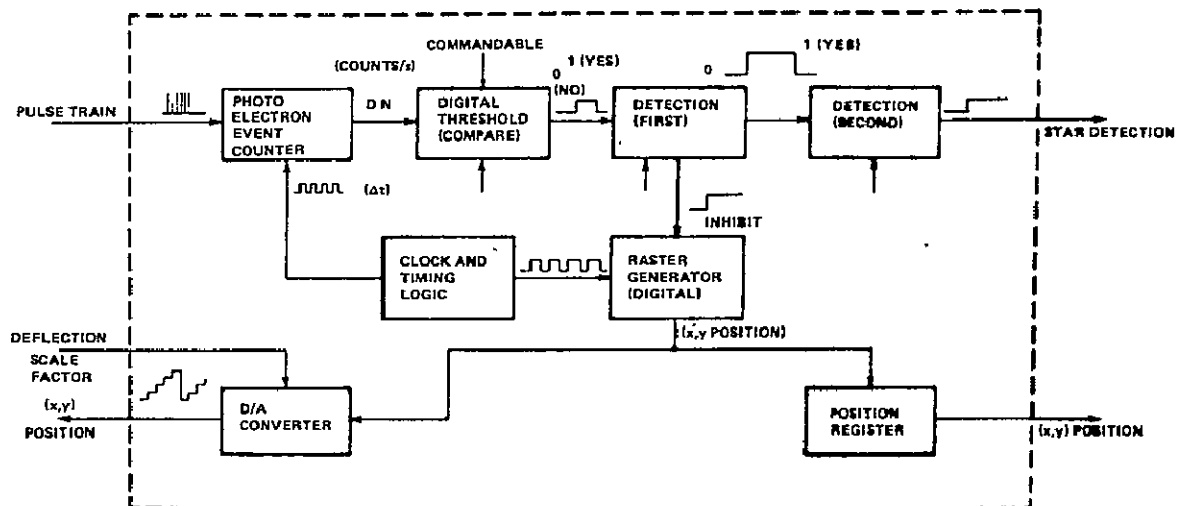 COMMANDABLE
(COUNTS/s)
1 (YES)
0
(NO)
0
1 (YES)
PULSE TRAIN
PHOTO
ELECTRON
EVENT
COUNTER
DN
DIGITAL
THRESHOLD
(COMPARE)
DETECTION
(FIRST)
DETECTION
(SECOND)
STAR DETECTION
(Δτ)
INHIBIT
CLOCK AND
TIMING
LOGIC
RASTER
GENERATOR
(DIGITAL)
(x,y POSITION)
DEFLECTION
SCALE
FACTOR
(x,y)
POSITION
D/A
CONVERTER
POSITION
REGISTER
(x,y) POSITION